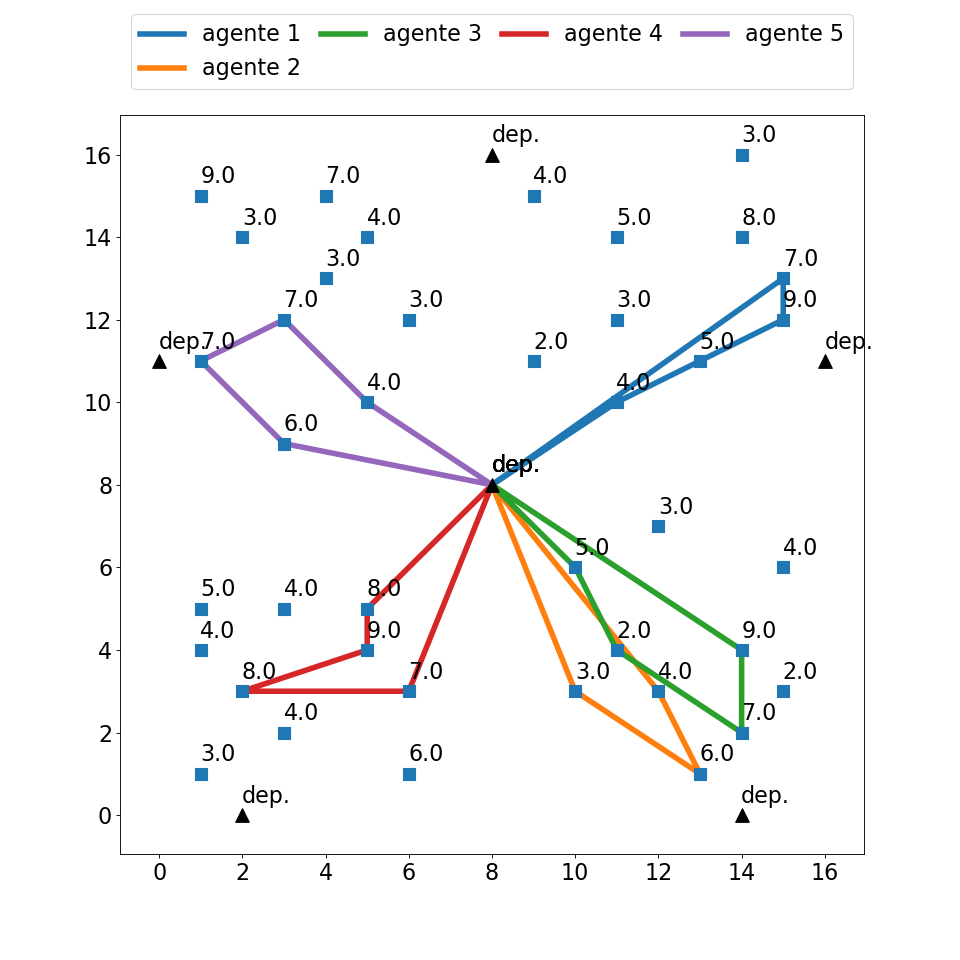 agente 1 agente 3 agente 4 agente 5
agente 2
dep. 3.0
16
9.0 7.0 4.0
3.0 4.0 5.0 8.0
14
3.0 7.0
7.0 3.0 3.0 9.0
12
dep. 7.0 2.0 5.0 dep.
4.0 4.0
10
6.0
dep.
8
3.0
5.0 4.0
6
5.0 4.0 8.0
4.0 9.0 2.0 9.0
4
8.0 7.0 3.0 4.0 2.0
4.0 7.0
2
3.0 6.0 6.0
dep. dep.
0
0 2 4 6 8 10 12 14 16